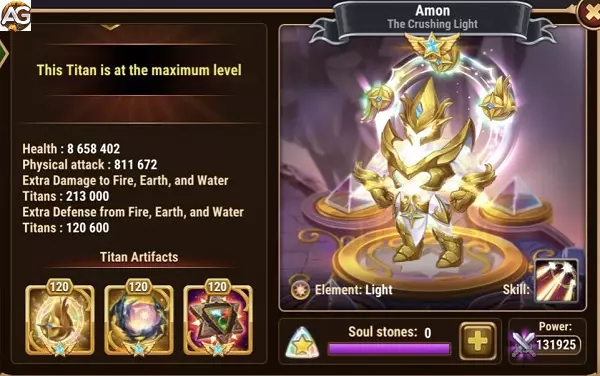 AG
Amon
The Crushing Light
This Titan is at the maximum level
Health : 8 658 402
Physical attack : 811 672
Extra Damage to Fire, Earth, and Water
Titans : 213 000
Extra Defense from Fire, Earth, and Water
Titans : 120 600
Titan Artifacts
120 120 120
Element: Light
Skill:
Soul stones: 0
Power:
131925